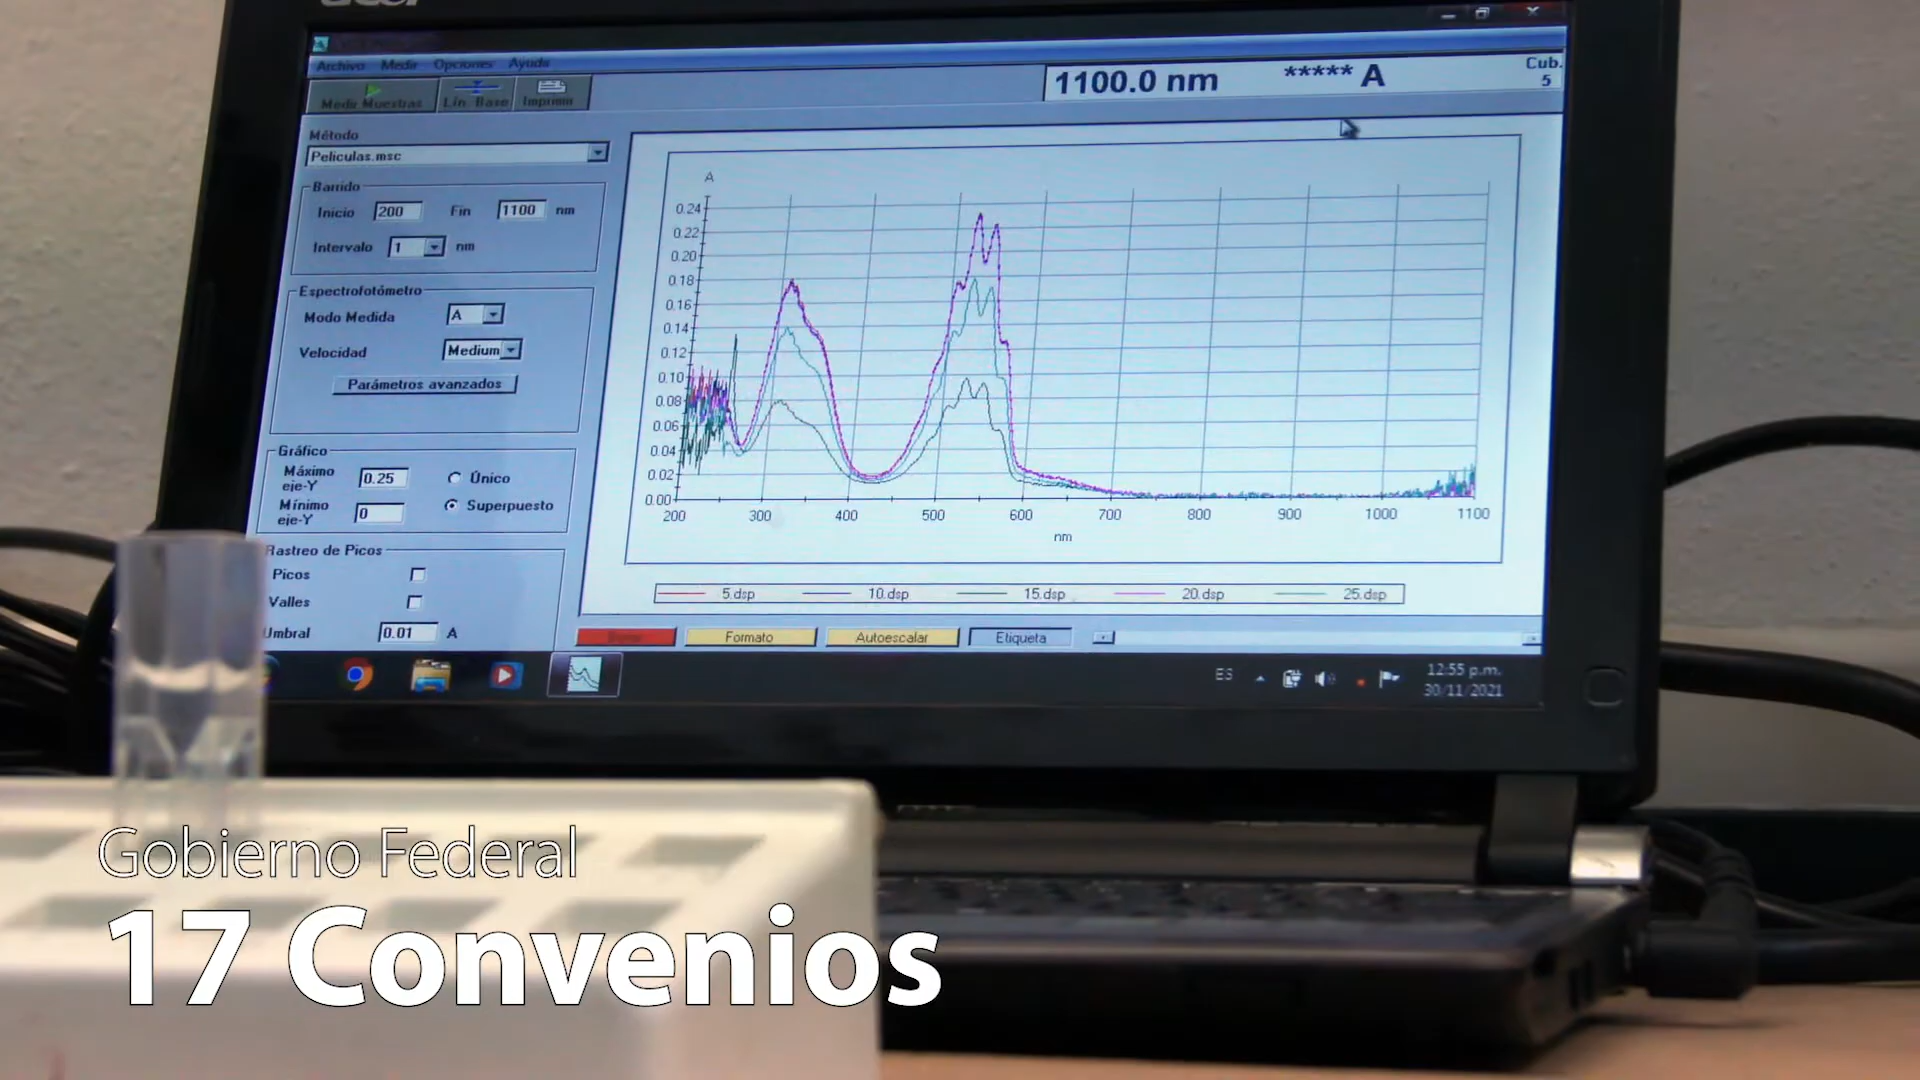 acer
Archivo Medir Opciones Ayuda
Medir Muestras Lín. Base Imprimir
1100.0 nm ***** A Cub. 5
Método
Peliculas.msc
Barrido
Inicio 200 Fin 1100 nm
Intervalo 1 nm
Espectrofotómetro
Modo Medida A
Velocidad Medium
Parámetros avanzados
Gráfico
Máximo eje-Y 0.25 Único
Mínimo eje-Y 0 Superpuesto
Rastreo de Picos
Picos
Valles
Umbral 0.01 A
A
0.24
0.22
0.20
0.18
0.16
0.14
0.12
0.10
0.08
0.06
0.04
0.02
0.00
200 300 400 500 600 700 800 900 1000 1100
nm
5.dsp 10.dsp 15.dsp 20.dsp 25.dsp
Formato Autoescalar Etiqueta
ES 12:55 p.m.
30/11/2021
Gobierno Federal
17 Convenios